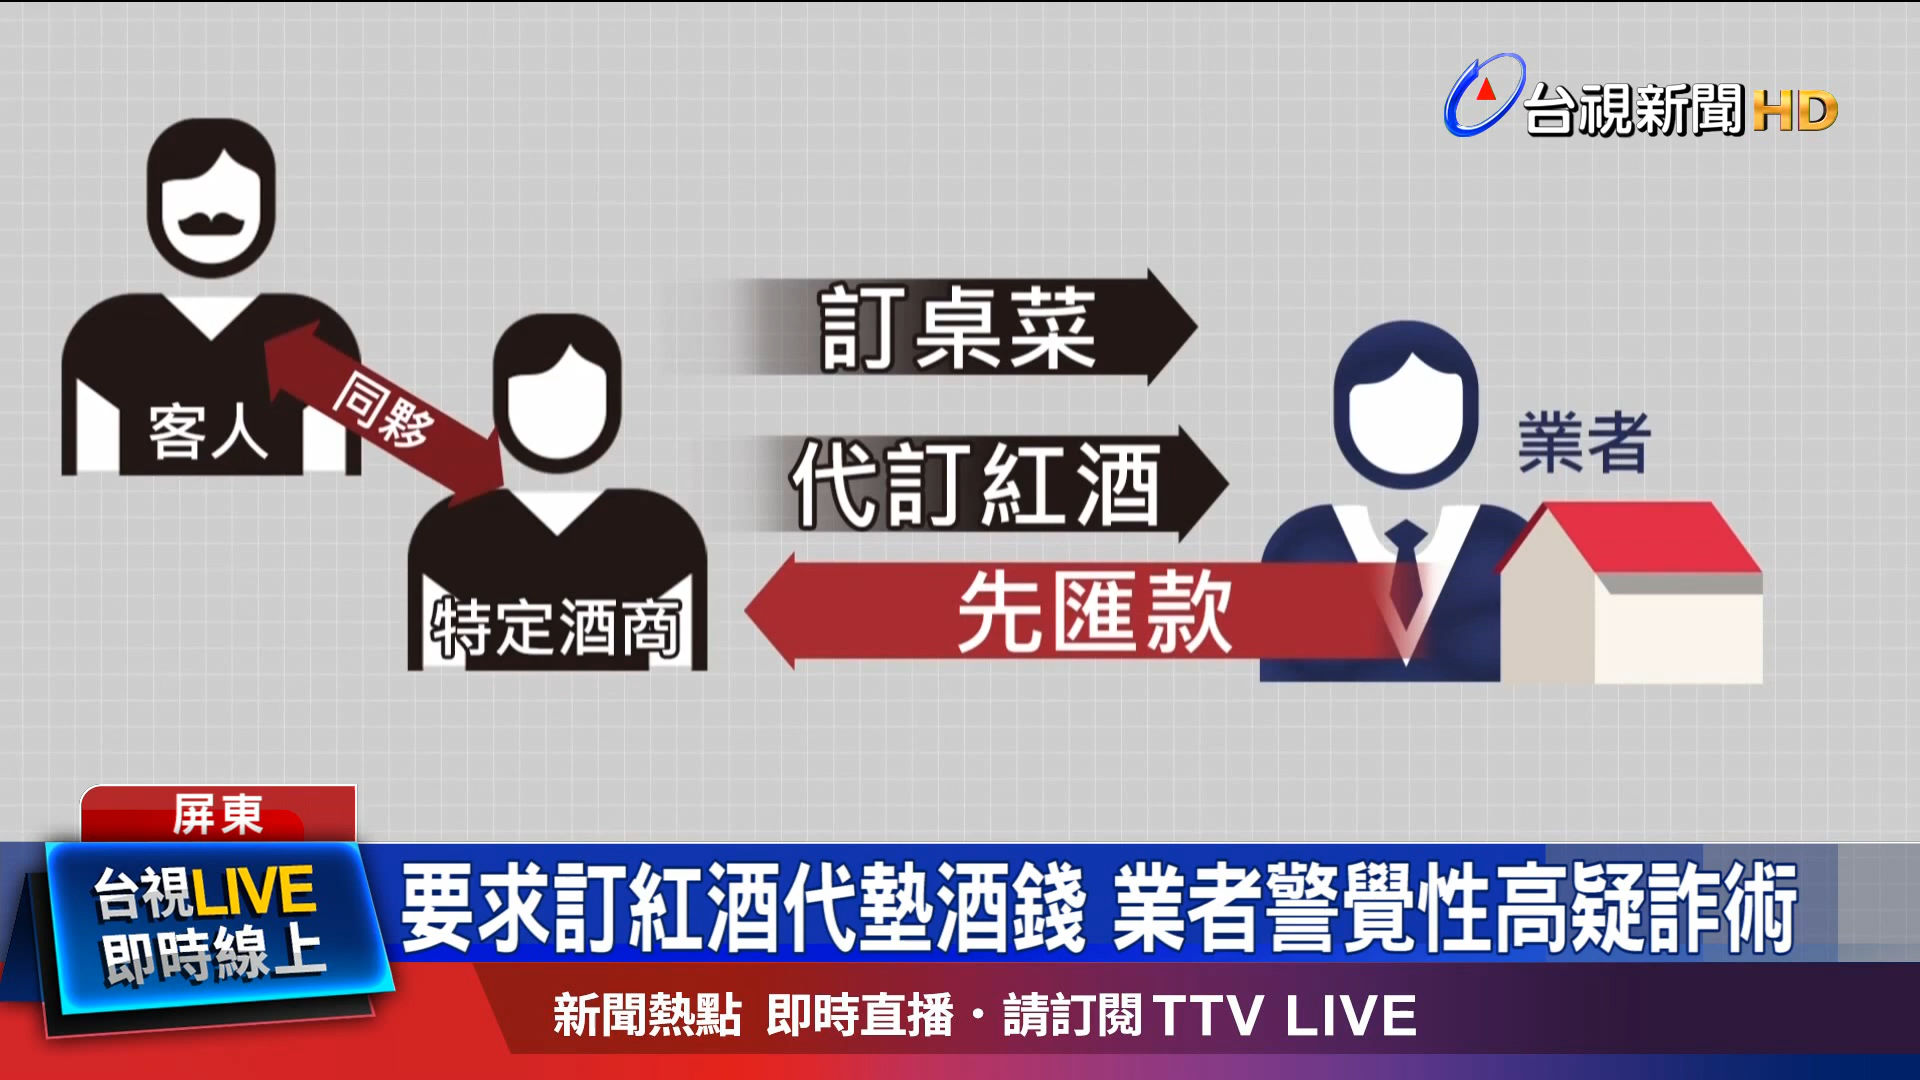 台視新聞HD
客人
同夥
特定酒商
訂桌菜
代訂紅酒
先匯款
業者
屏東
台視LIVE
即時線上
要求訂紅酒代墊酒錢 業者警覺性高疑詐術
新聞熱點 即時直播・請訂閱TTV LIVE